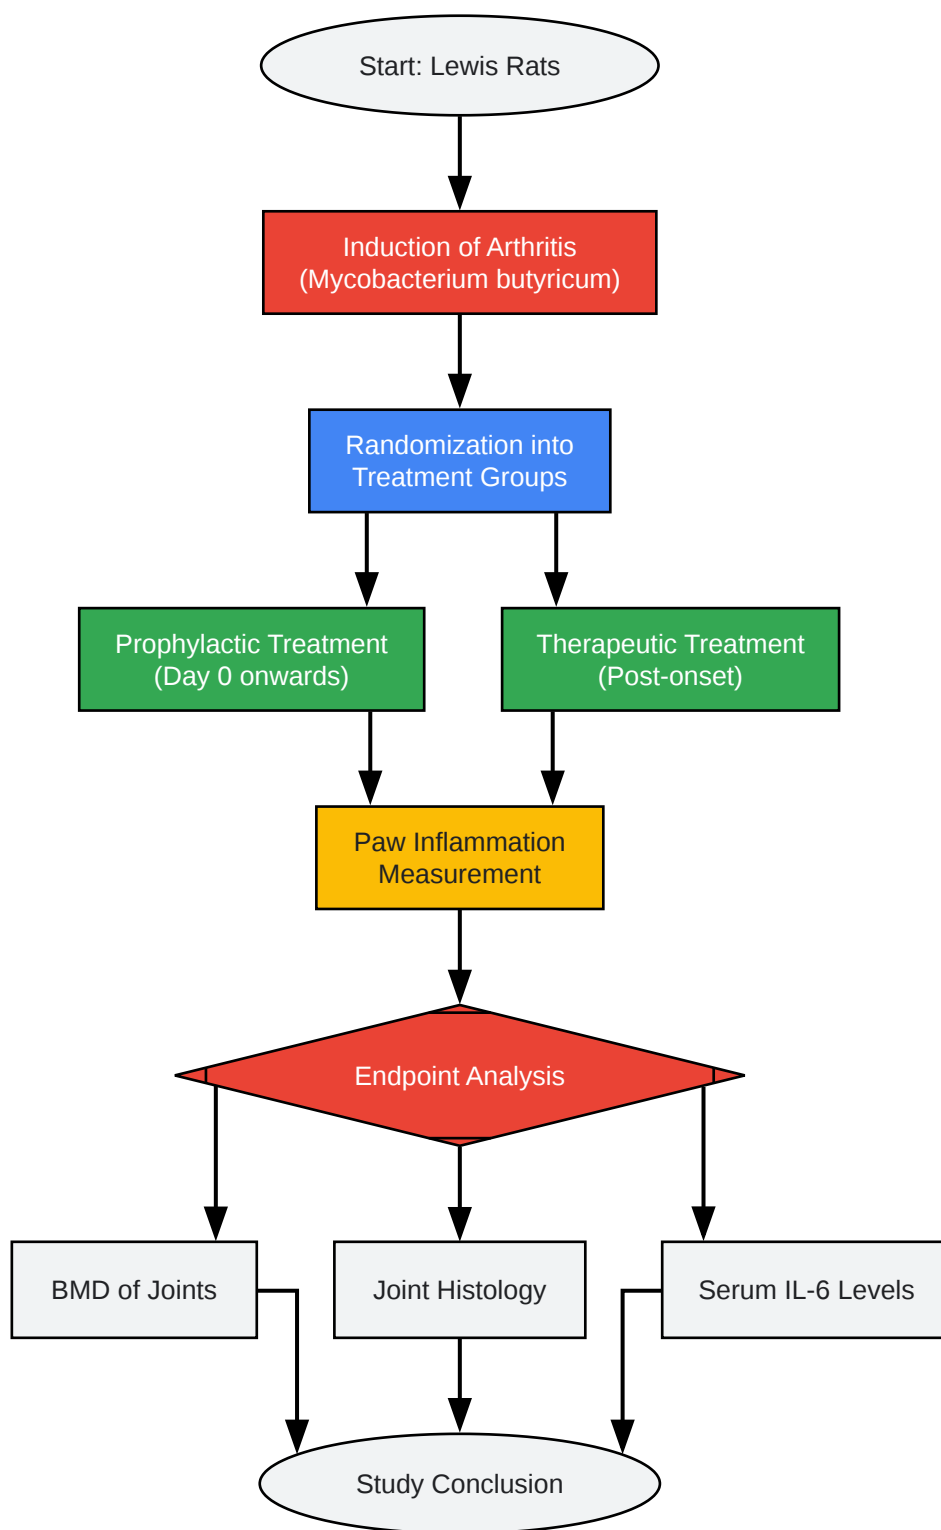 Start: Lewis Rats
Induction of Arthritis
(Mycobacterium butyricum)
Randomization into
Treatment Groups
Prophylactic Treatment
(Day 0 onwards)
Therapeutic Treatment
(Post-onset)
Paw Inflammation
Measurement
Endpoint Analysis
BMD of Joints
Joint Histology
Serum IL-6 Levels
Study Conclusion